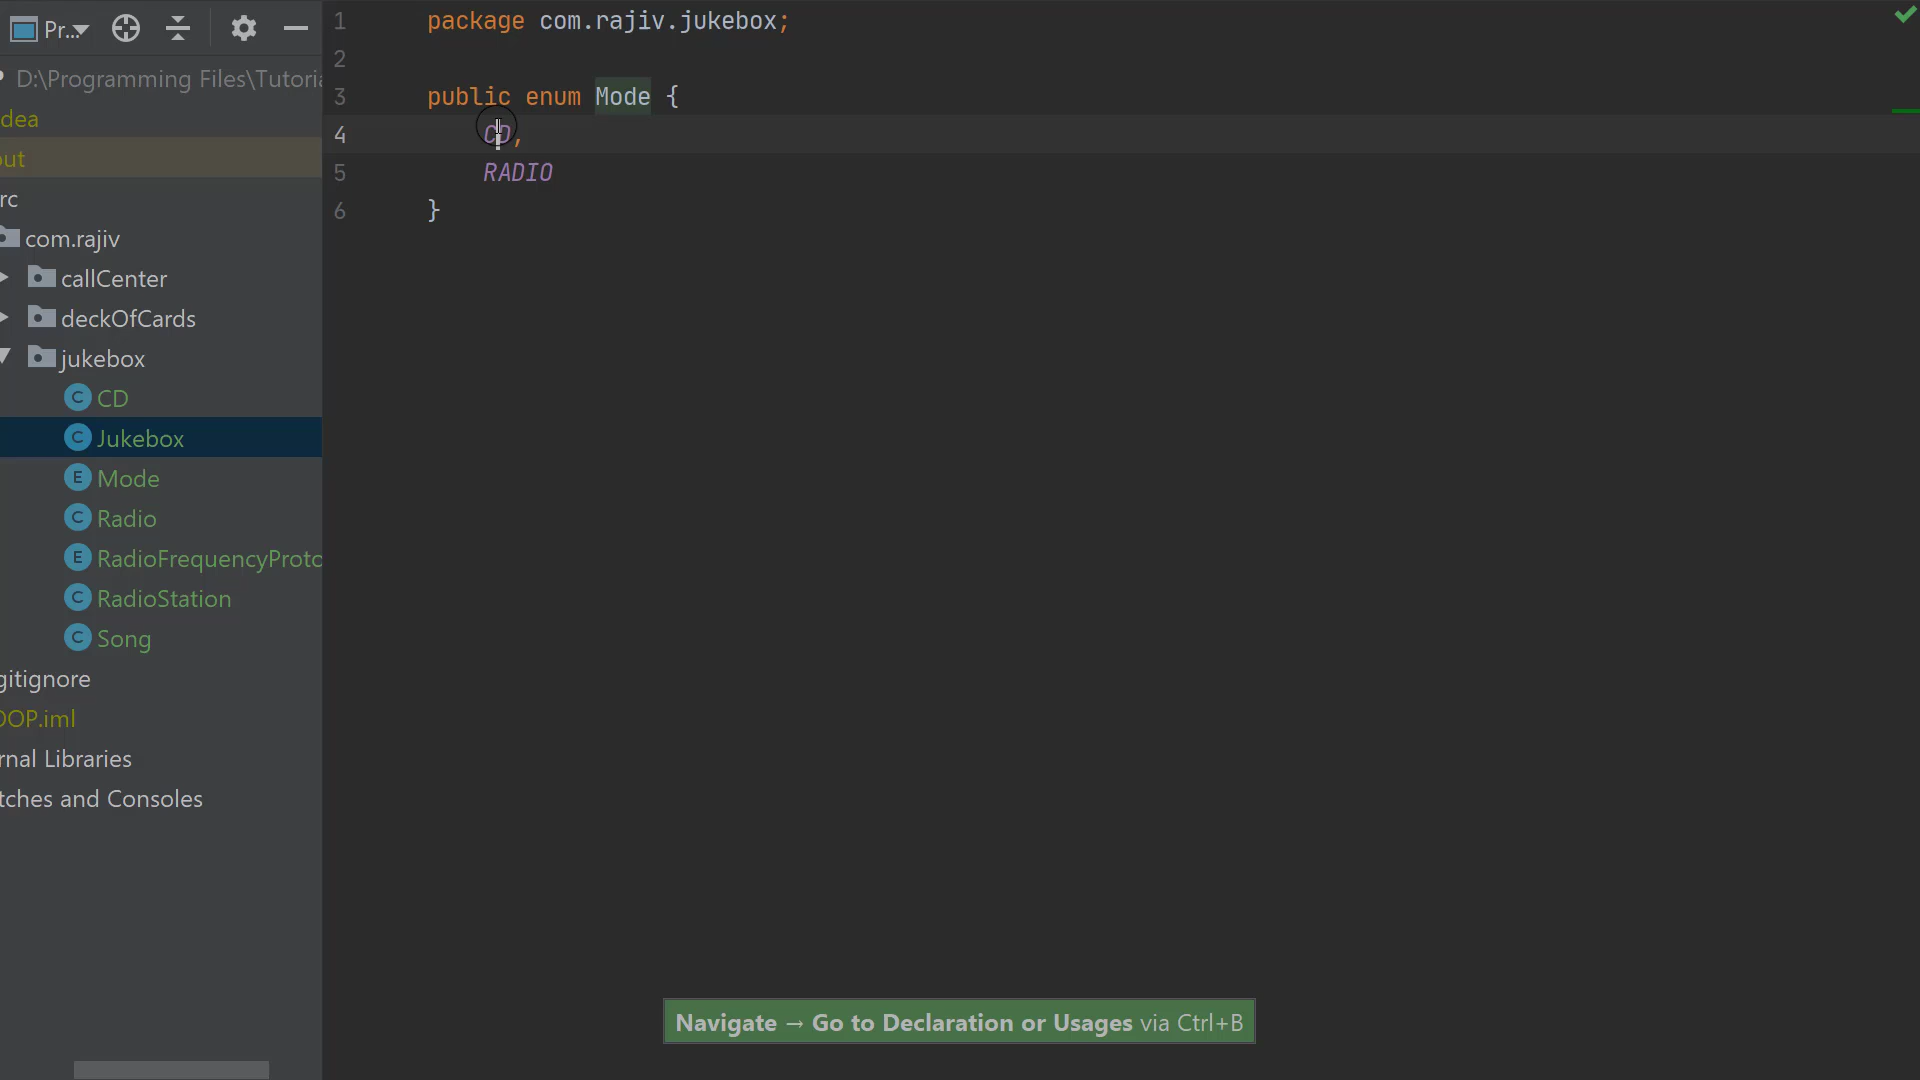 Pr...
D:\Programming Files\Tutoria
dea
out
rc
com.rajiv
callCenter
deckOfCards
jukebox
C CD
C Jukebox
E Mode
C Radio
E RadioFrequencyProto
C RadioStation
C Song
gitignore
OOP.iml
rnal Libraries
tches and Consoles
1 package com.rajiv.jukebox;
2
3 public enum Mode {
4 CD,
5 RADIO
6 }
Navigate → Go to Declaration or Usages via Ctrl+B